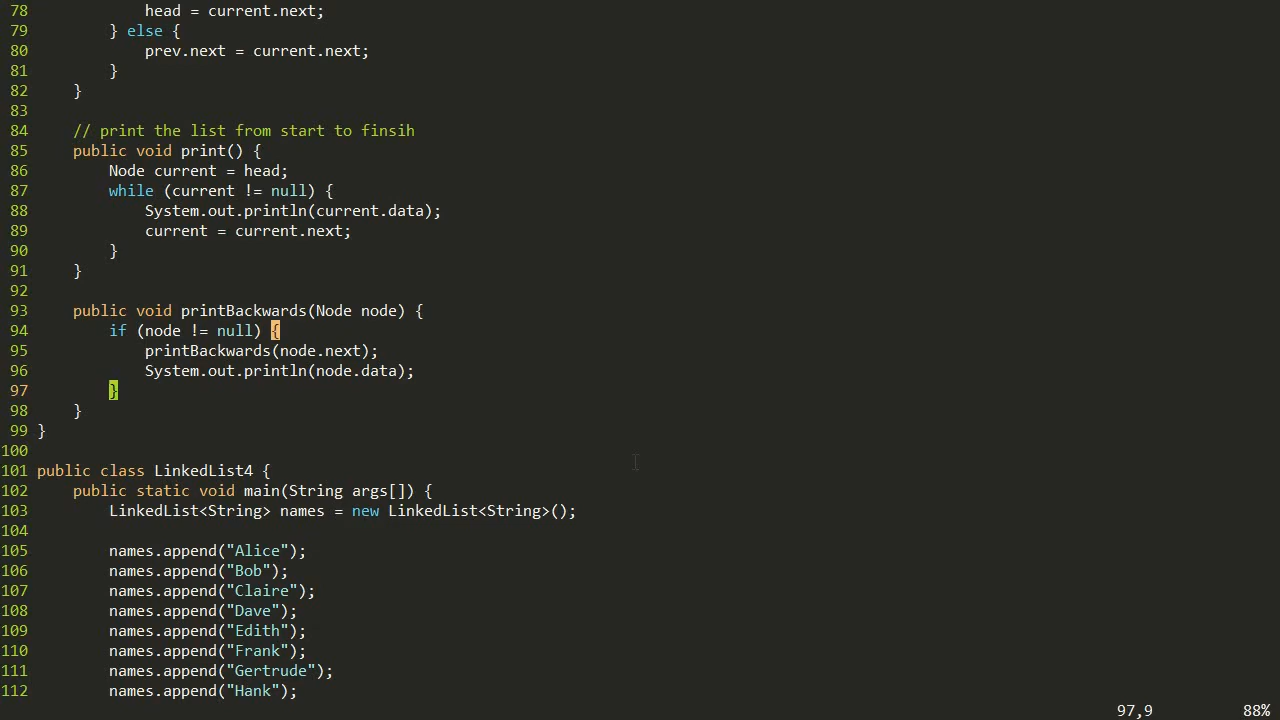 78             head = current.next;
79         } else {
80             prev.next = current.next;
81         }
82     }
83
84     // print the list from start to finsih
85     public void print() {
86         Node current = head;
87         while (current != null) {
88             System.out.println(current.data);
89             current = current.next;
90         }
91     }
92
93     public void printBackwards(Node node) {
94         if (node != null) {
95             printBackwards(node.next);
96             System.out.println(node.data);
97         }
98     }
99 }
100
101 public class LinkedList4 {
102     public static void main(String args[]) {
103         LinkedList<String> names = new LinkedList<String>();
104
105         names.append("Alice");
106         names.append("Bob");
107         names.append("Claire");
108         names.append("Dave");
109         names.append("Edith");
110         names.append("Frank");
111         names.append("Gertrude");
112         names.append("Hank");
97,9 88%